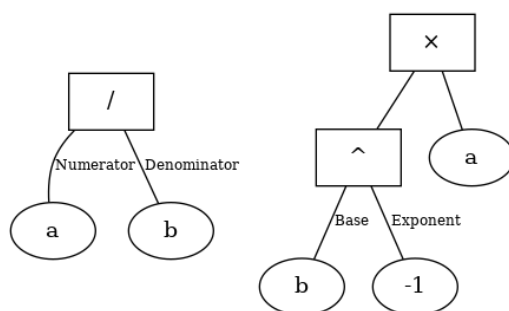 /
Numerator
Denominator
a
b
×
^
a
Base
Exponent
b
-1